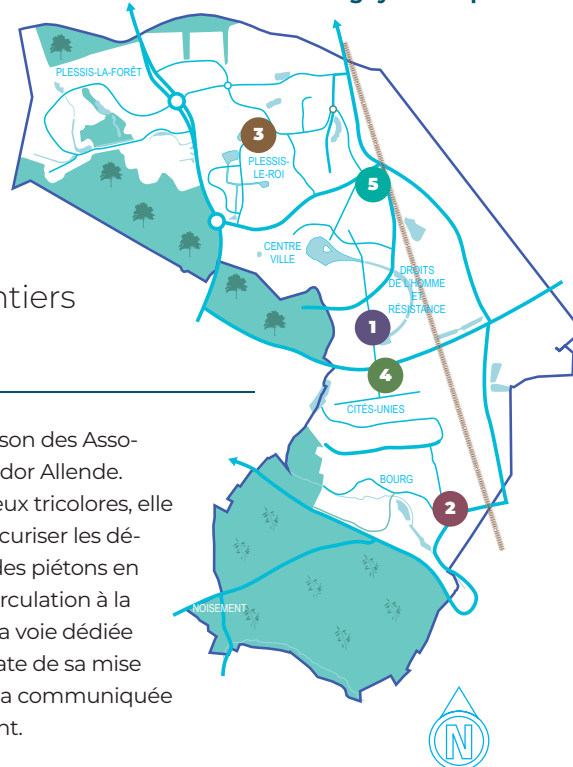 PLESSIS-LA-FORÊT
3
PLESSIS-
LE-ROI
5
CENTRE
VILLE
DROITS
DE L'HOMME
ET
RÉSISTANCE
1
4
CITÉS-UNIES
BOURG
2
NOISEMENT
N
ntiers
son des Asso-
dor Allende.
eux tricolores, elle
curiser les dé-
des piétons en
rculation à la
a voie dédiée
ate de sa mise
a communiquée
nt.